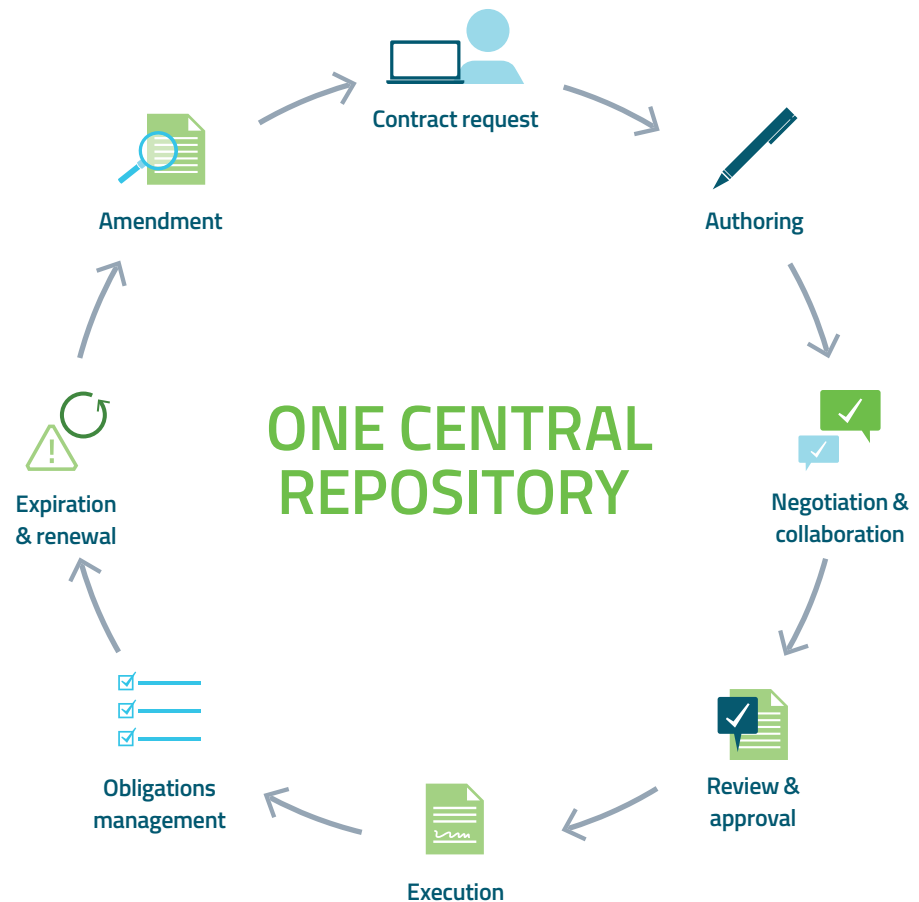 Contract request
Authoring
Negotiation &
collaboration
Review &
approval
Execution
Obligations
management
Expiration
& renewal
Amendment
ONE CENTRAL
REPOSITORY